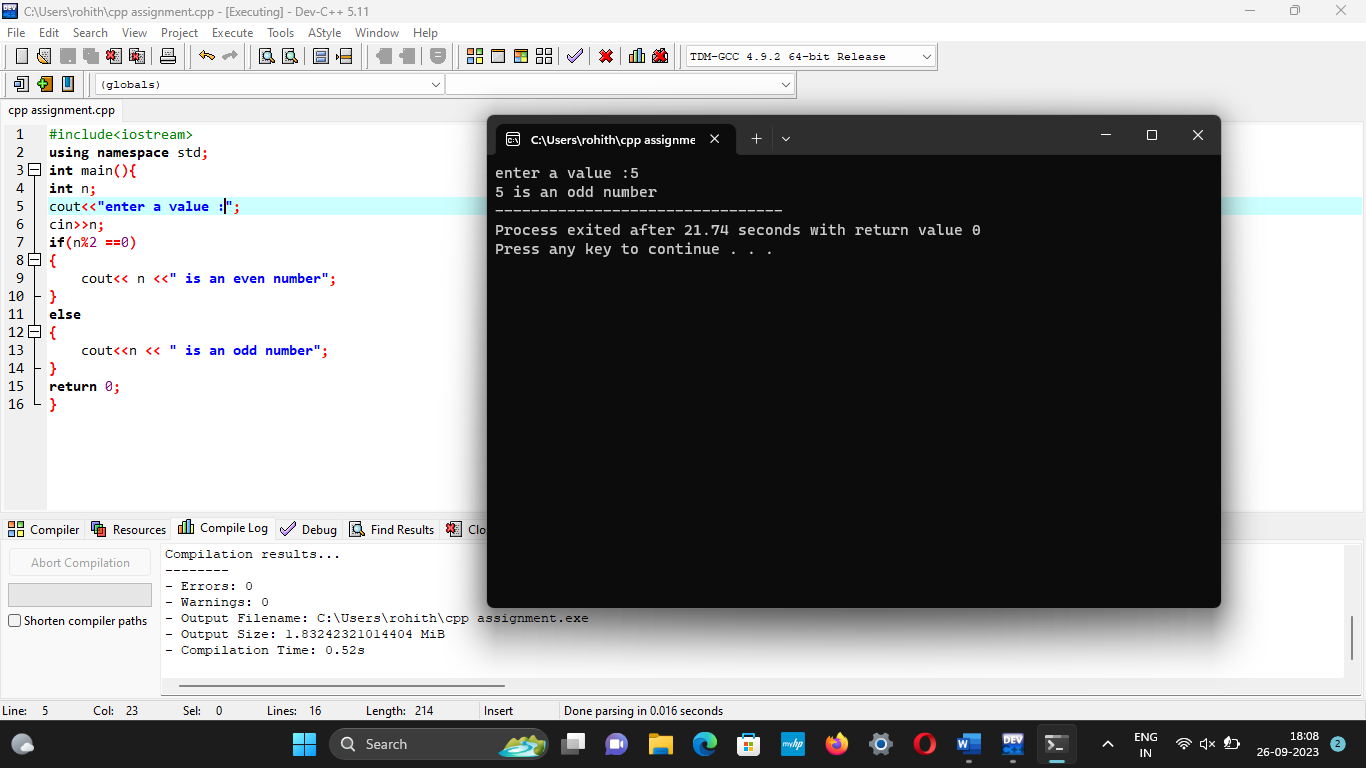 C:\Users\rohith\cpp assignment.cpp - [Executing] - Dev-C++ 5.11
File Edit Search View Project Execute Tools AStyle Window Help
TDM-GCC 4.9.2 64-bit Release
(globals)
cpp assignment.cpp
1 #include<iostream>
2 using namespace std;
3 int main(){
4 int n;
5 cout<<"enter a value :";
6 cin>>n;
7 if(n%2 ==0)
8 {
9 cout<< n <<" is an even number";
10 }
11 else
12 {
13 cout<<n << " is an odd number";
14 }
15 return 0;
16 }
C:\Users\rohith\cpp assignme
enter a value :5
5 is an odd number
--------------------------------
Process exited after 21.74 seconds with return value 0
Press any key to continue . . .
Compiler Resources Compile Log Debug Find Results Clo
Abort Compilation
Shorten compiler paths
Compilation results...
--------
- Errors: 0
- Warnings: 0
- Output Filename: C:\Users\rohith\cpp assignment.exe
- Output Size: 1.83242321014404 MiB
- Compilation Time: 0.52s
Line: 5 Col: 23 Sel: 0 Lines: 16 Length: 214 Insert Done parsing in 0.016 seconds
Search
myhp
W
DEV
ENG
IN
18:08
26-09-2023
2